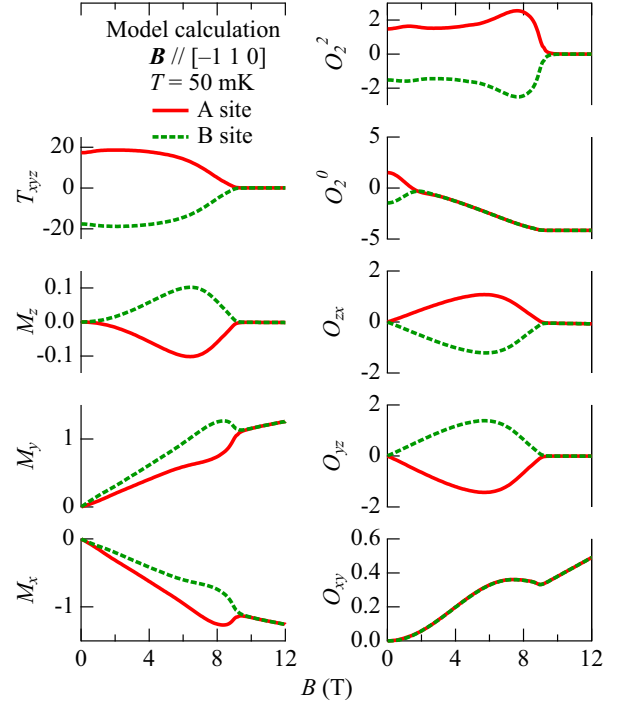 Model calculation
B // [–1 1 0]
T = 50 mK
A site
B site
20
0
-20
T_xyz
0.1
0.0
-0.1
M_z
1
0
M_y
0
-1
M_x
0 4 8 12
2
0
-2
O_2^2
5
0
-5
O_2^0
2
0
-2
O_zx
2
0
-2
O_yz
0.6
0.4
0.2
0.0
O_xy
0 4 8 12
B (T)